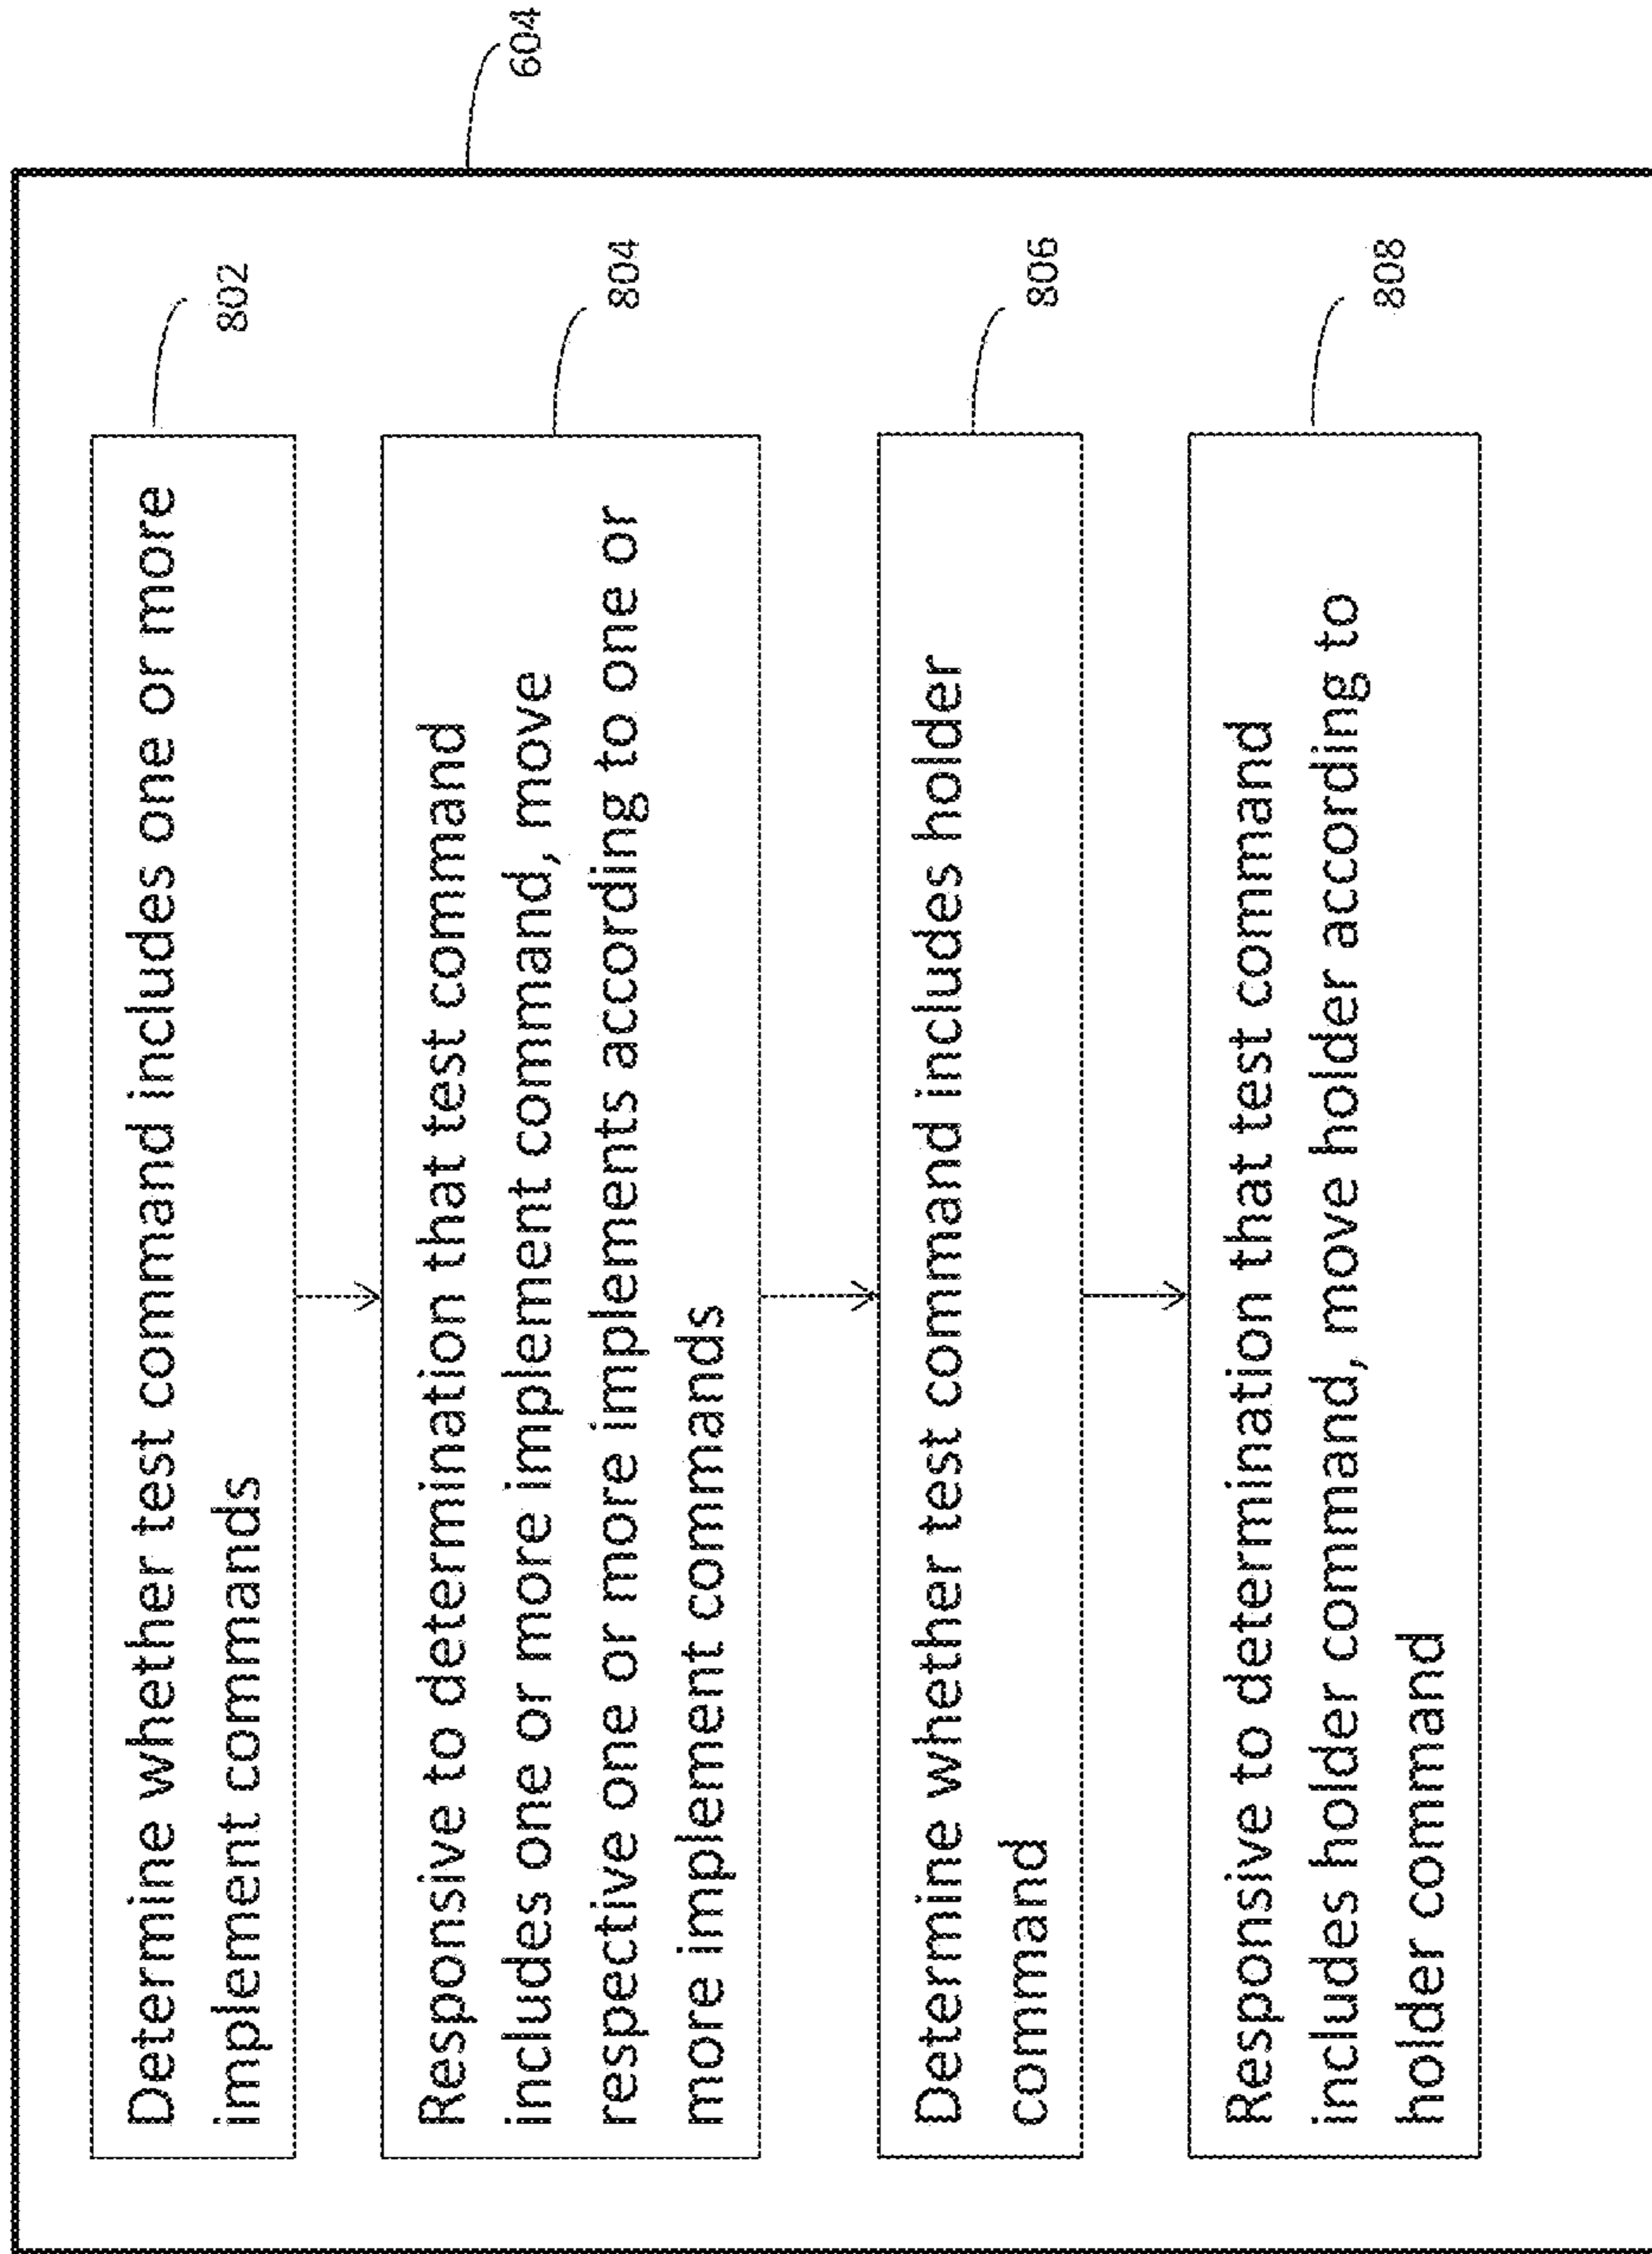 604
802
Determine whether test command includes one or more
implement commands
804
Responsive to determination that test command
includes one or more implement command, move
respective one or more implements according to one or
more implement commands
806
Determine whether test command includes holder
command
808
Responsive to determination that test command
includes holder command, move holder according to
holder command